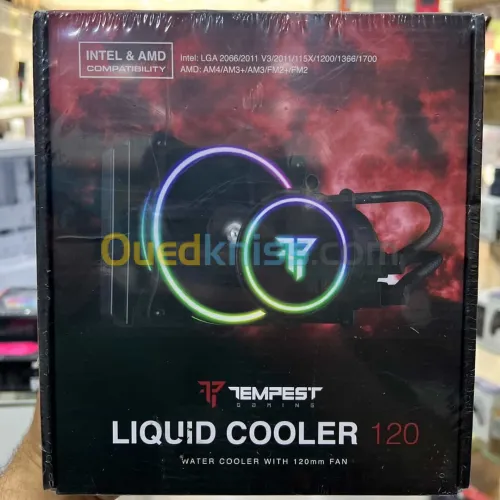 INTEL & AMD
COMPATIBILITY
Intel: LGA 2066/2011 V3/2011/115X/1200/1366/1700
AMD: AM4/AM3+/AM3/FM2+/FM2
Ouedkniss.com
TEMPEST
GAMING
LIQUID COOLER 120
WATER COOLER WITH 120mm FAN